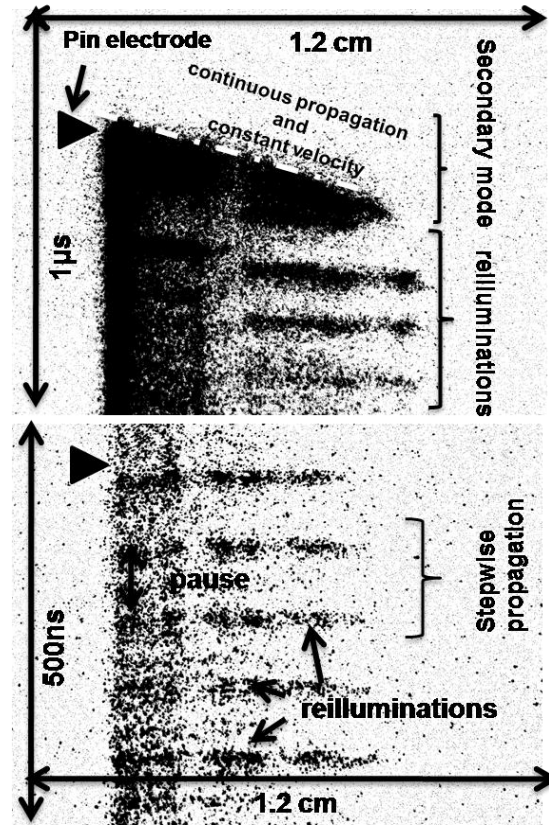 Pin electrode
1.2 cm
continuous propagation
and
constant velocity
Secondary mode
reilluminations
1µs
pause
Stepwise
propagation
500ns
reilluminations
1.2 cm